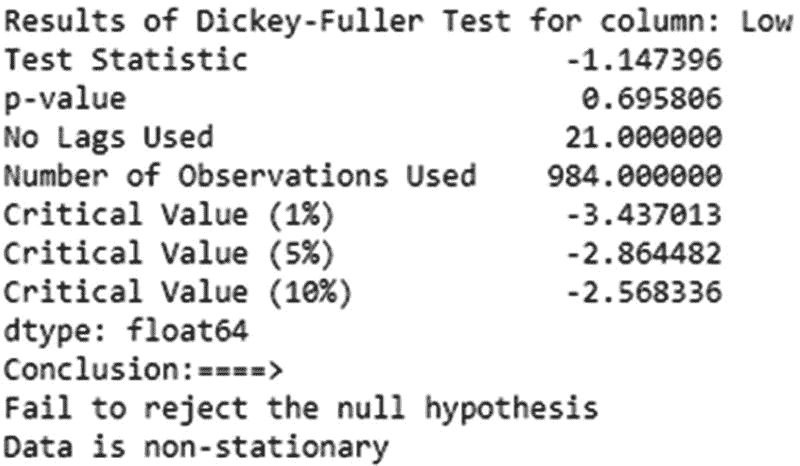 Results of Dickey-Fuller Test for column: Low
Test Statistic -1.147396
p-value 0.695806
No Lags Used 21.000000
Number of Observations Used 984.000000
Critical Value (1%) -3.437013
Critical Value (5%) -2.864482
Critical Value (10%) -2.568336
dtype: float64
Conclusion:====>
Fail to reject the null hypothesis
Data is non-stationary